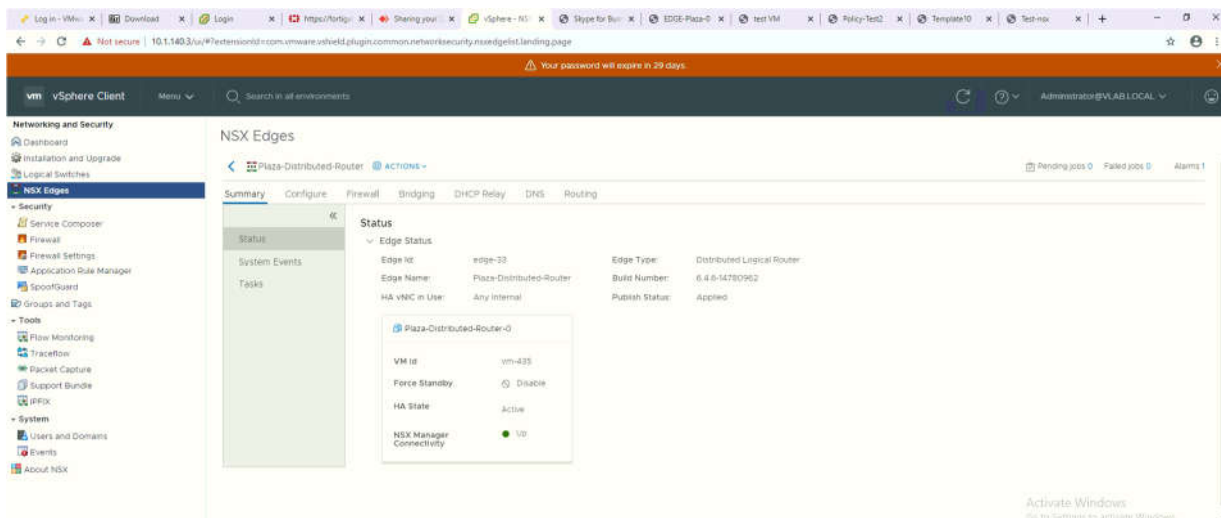 Log in - VMw
Download
Login
https://fortig
Sharing your
vSphere - NS
Skype for Bus
EDGE-Plaza-0
test VM
Policy-Test2
Template10
Test-nsx
Not secure
10.1.140.3/ui/#?extensionId=com.vmware.vshield.plugin.common.networksecurity.nsxedgelist.landing.page
Your password will expire in 29 days.
vm vSphere Client
Menu
Search in all environments
Administrator@VLAB.LOCAL
Networking and Security
Dashboard
Installation and Upgrade
Logical Switches
NSX Edges
Security
Service Composer
Firewall
Firewall Settings
Application Rule Manager
SpoofGuard
Groups and Tags
Tools
Flow Monitoring
Traceflow
Packet Capture
Support Bundle
IPFIX
System
Users and Domains
Events
About NSX
NSX Edges
Plaza-Distributed-Router ACTIONS
Pending jobs 0 Failed jobs 0 Alarms 1
Summary Configure Firewall Bridging DHCP Relay DNS Routing
Status
System Events
Tasks
Status
Edge Status
Edge Id: edge-33 Edge Type: Distributed Logical Router
Edge Name: Plaza-Distributed-Router Build Number: 6.4.6-14780962
HA vNIC in Use: Any Internal Publish Status: Applied
Plaza-Distributed-Router-0
VM Id vm-435
Force Standby Disable
HA State Active
NSX Manager Up
Connectivity
Activate Windows
Go to Settings to activate Windows